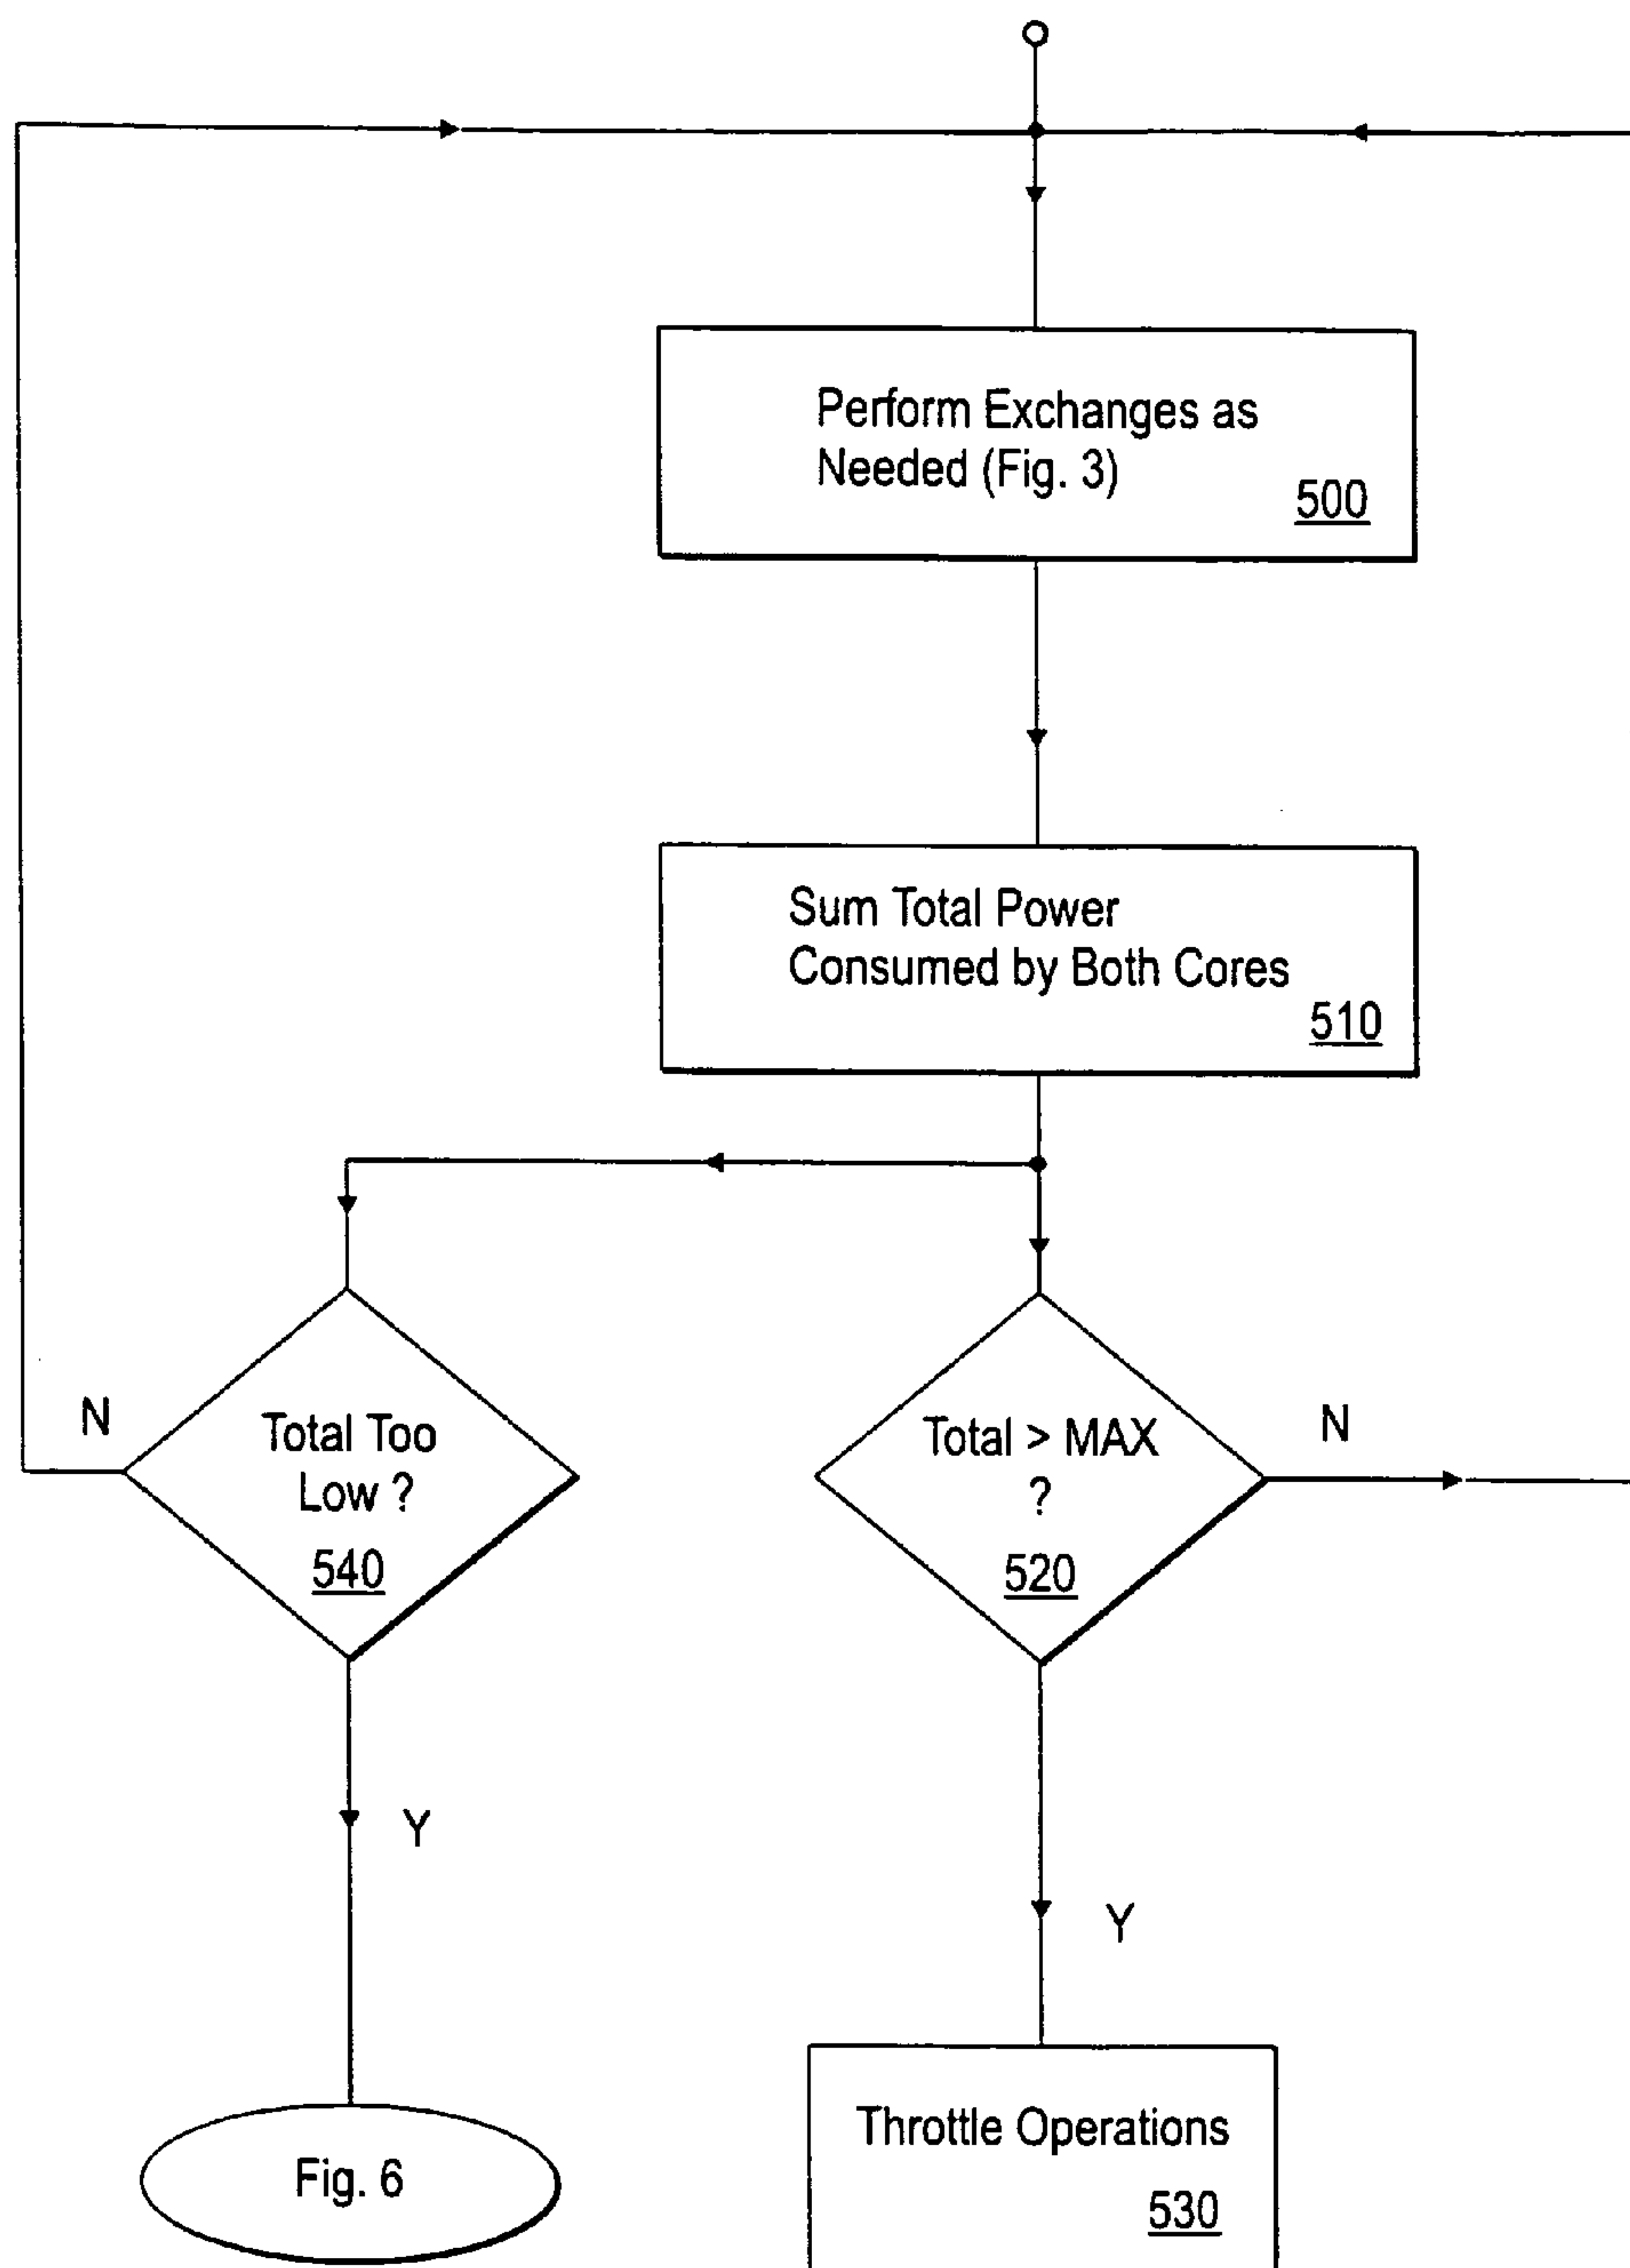 Perform Exchanges as
Needed (Fig. 3)
500
Sum Total Power
Consumed by Both Cores
510
N
Total Too
Low ?
540
Total > MAX
?
520
N
Y
Y
Fig. 6
Throttle Operations
530